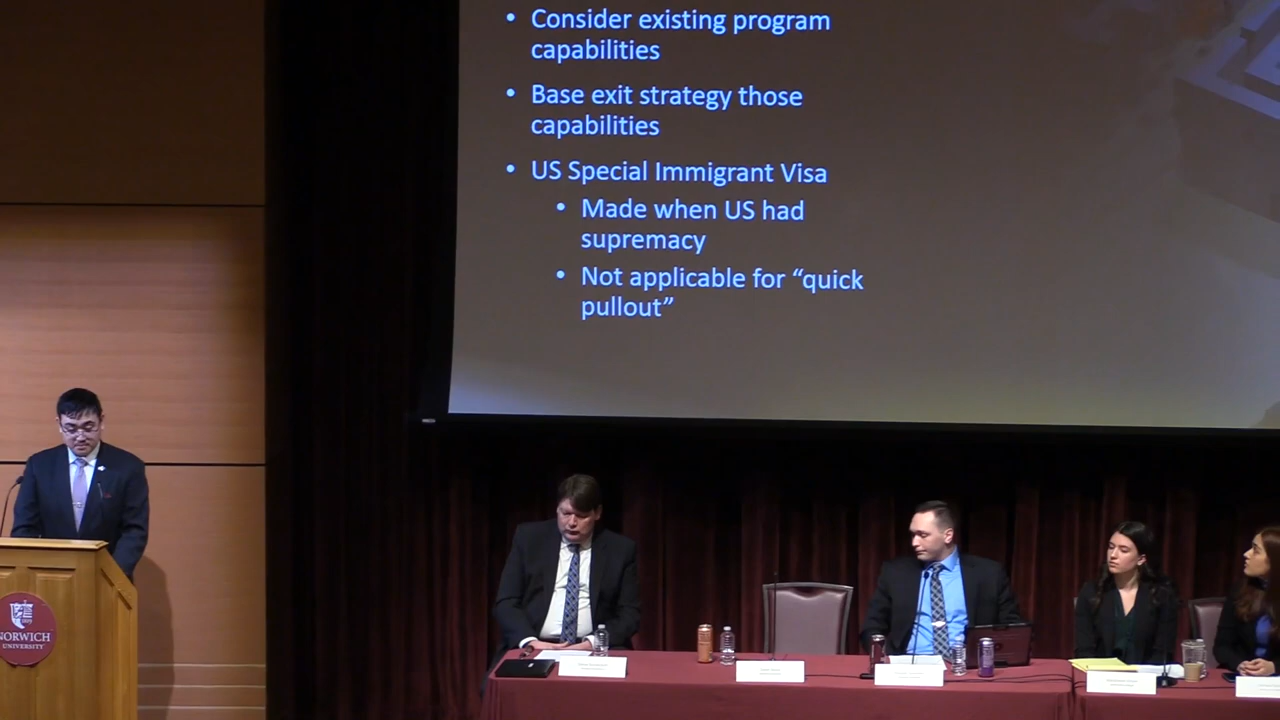 • Consider existing program
capabilities
• Base exit strategy those
capabilities
• US Special Immigrant Visa
• Made when US had
supremacy
• Not applicable for “quick
pullout”
NORWICH
UNIVERSITY